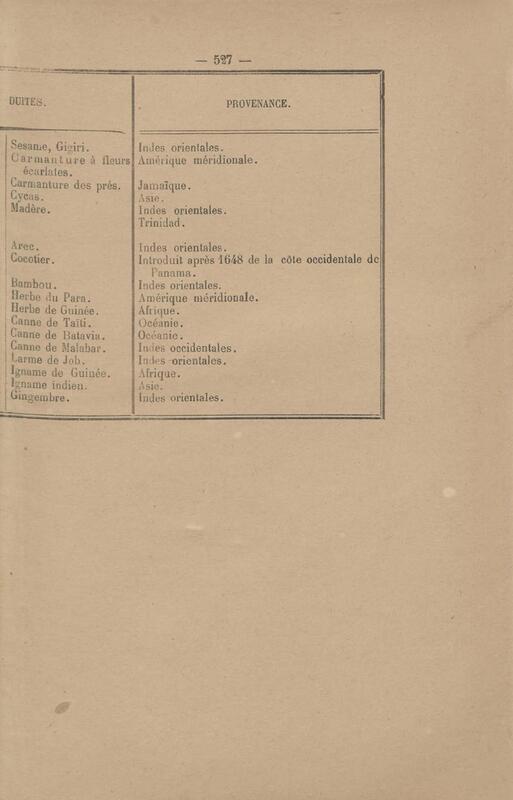 — 527 —
DUITES. PROVENANCE.
Sesame, Gigiri. Indes orientales.
Carmanture à fleurs Amérique méridionale.
écarlates.
Carmanture des prés. Jamaïque.
Cycas. Asie.
Madère. Indes orientales.
Trinidad.
Arec. Indes orientales.
Cocotier. Introduit après 1648 de la côte occidentale de
Panama.
Bambou. Indes orientales.
Herbe du Para. Amérique méridionale.
Herbe de Guinée. Afrique.
Canne de Taïti. Océanie.
Canne de Batavia. Océanie.
Canne de Malabar. Indes occidentales.
Larme de Job. Indes orientales.
Igname de Guinée. Afrique.
Igname indien. Asie.
Gingembre. Indes orientales.